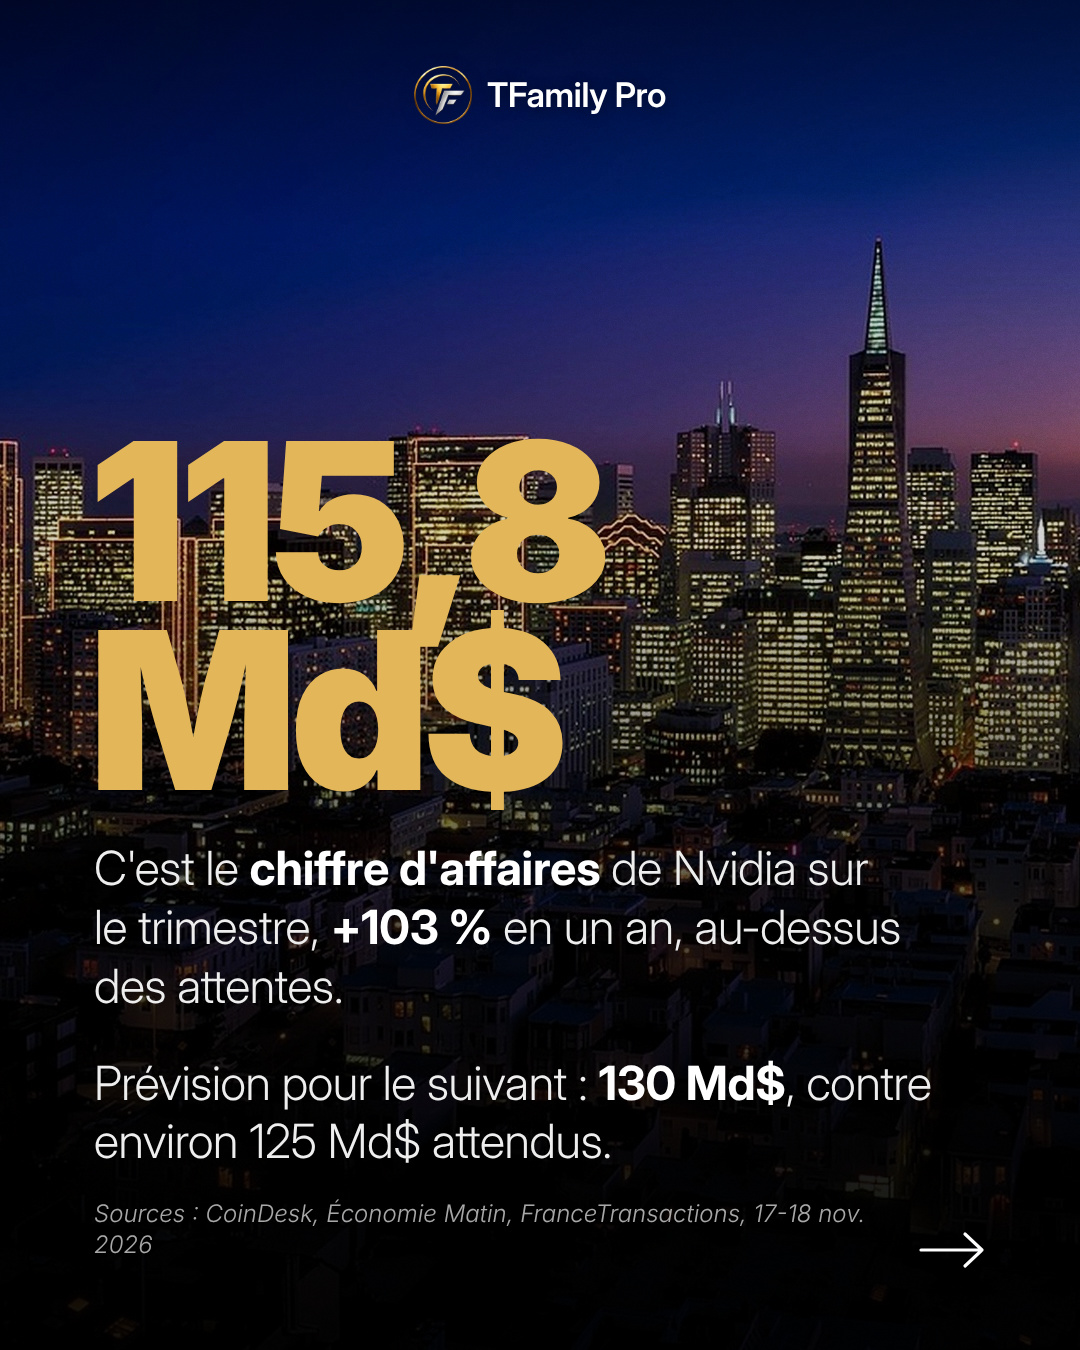 TFamily Pro
115,8
Md$
C'est le chiffre d'affaires de Nvidia sur
le trimestre, +103 % en un an, au-dessus
des attentes.
Prévision pour le suivant : 130 Md$, contre
environ 125 Md$ attendus.
Sources : CoinDesk, Économie Matin, FranceTransactions, 17-18 nov.
2026